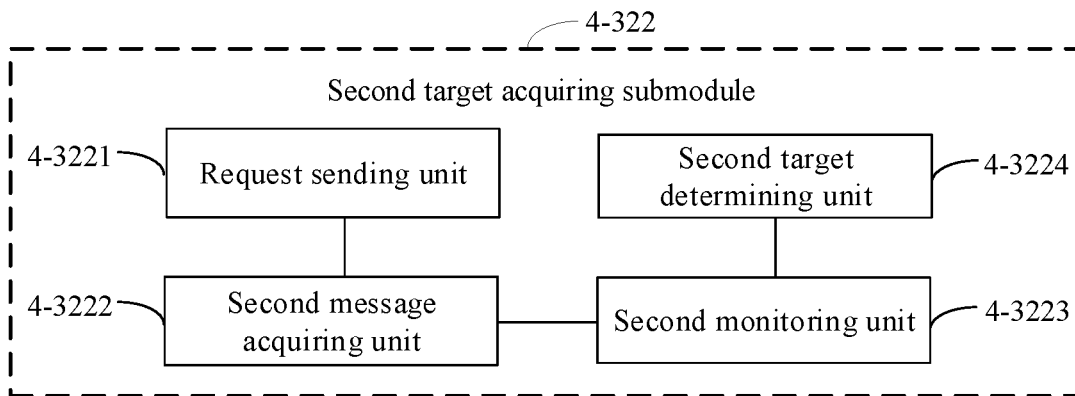 4-322
Second target acquiring submodule
4-3221
Request sending unit
Second target
determining unit
4-3224
4-3222
Second message
acquiring unit
Second monitoring unit
4-3223